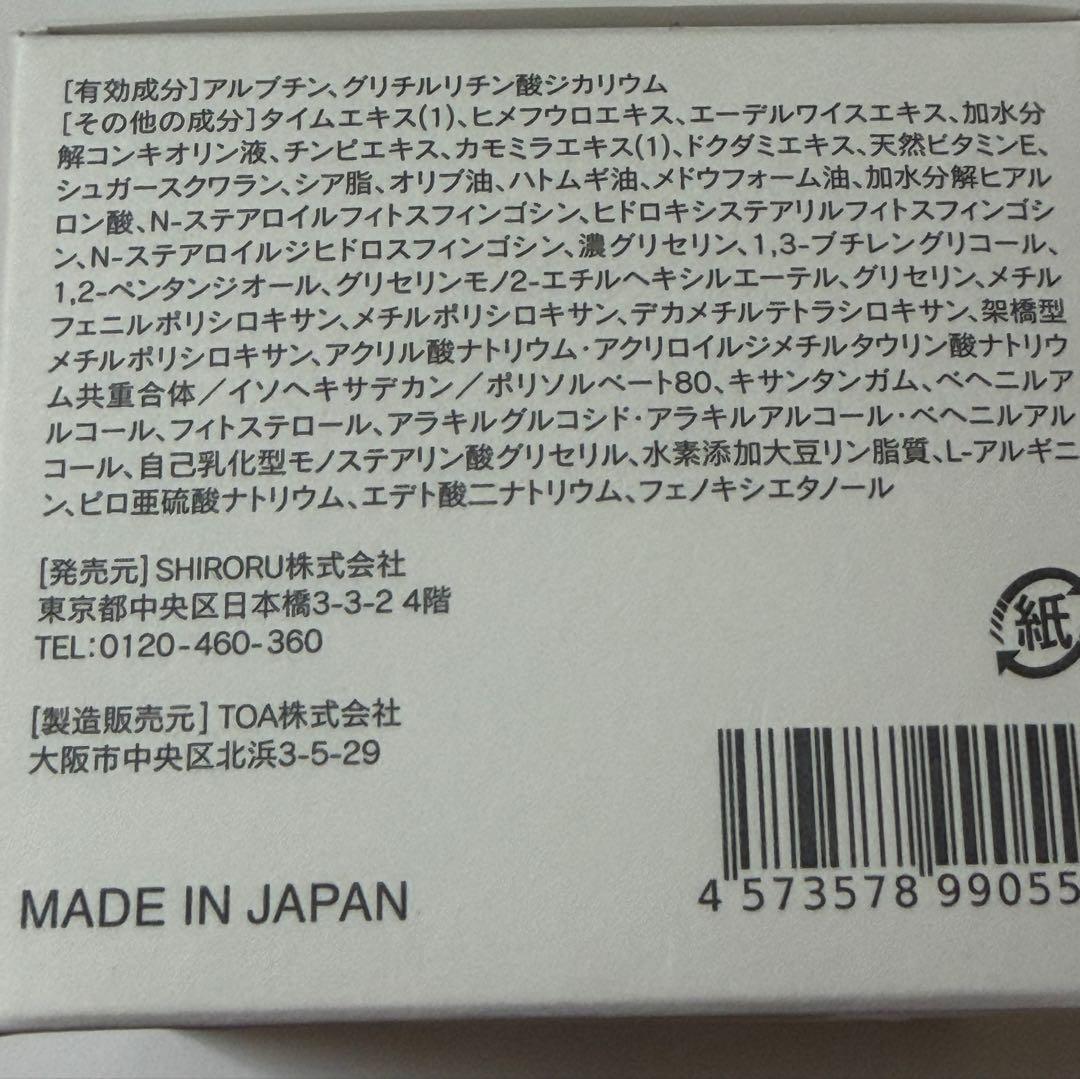 [有効成分]アルブチン、グリチルリチン酸ジカリウム
[その他の成分]タイムエキス(1)、ヒメフウロエキス、エーデルワイスエキス、加水分
解コンキオリン液、チンピエキス、カモミラエキス(1)、ドクダミエキス、天然ビタミンE、
シュガースクワラン、シア脂、オリブ油、ハトムギ油、メドウフォーム油、加水分解ヒアル
ロン酸、N-ステアロイルフィトスフィンゴシン、ヒドロキシステアリルフィトスフィンゴシ
ン、N-ステアロイルジヒドロスフィンゴシン、濃グリセリン、1,3-ブチレングリコール、
1,2-ペンタンジオール、グリセリンモノ2-エチルヘキシルエーテル、グリセリン、メチル
フェニルポリシロキサン、メチルポリシロキサン、デカメチルテトラシロキサン、架橋型
メチルポリシロキサン、アクリル酸ナトリウム・アクリロイルジメチルタウリン酸ナトリウ
ム共重合体/イソヘキサデカン/ポリソルベート80、キサンタンガム、ベヘニルア
ルコール、フィトステロール、アラキルグルコシド・アラキルアルコール・ベヘニルアル
コール、自己乳化型モノステアリン酸グリセリル、水素添加大豆リン脂質、L-アルギニ
ン、ピロ亜硫酸ナトリウム、エデト酸二ナトリウム、フェノキシエタノール
[発売元]SHIRORU株式会社
東京都中央区日本橋3-3-2 4階
TEL:0120-460-360
紙
[製造販売元]TOA株式会社
大阪市中央区北浜3-5-29
4 573578 99055
MADE IN JAPAN